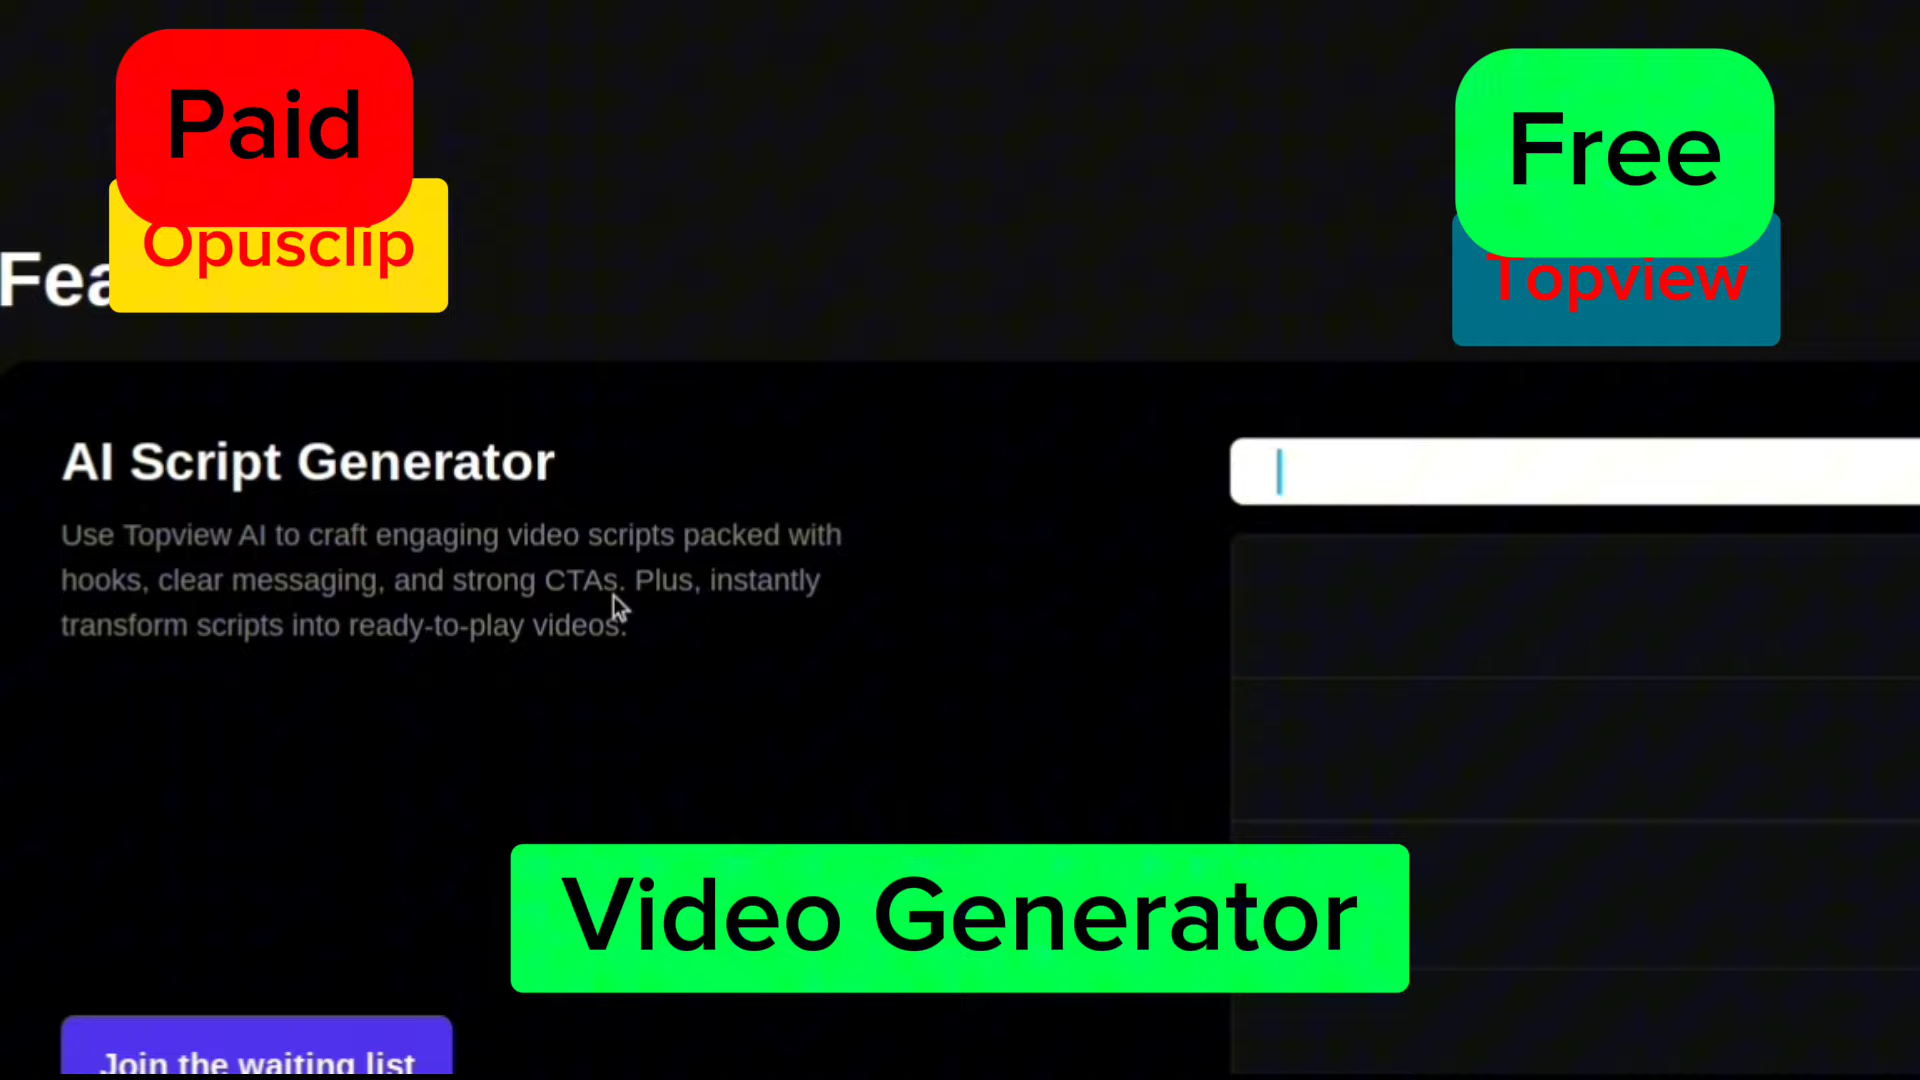 Paid
Free
Opusclip
Topview
Fea
AI Script Generator
Use Topview AI to craft engaging video scripts packed with
hooks, clear messaging, and strong CTAs. Plus, instantly
transform scripts into ready-to-play videos.
Video Generator
Join the waiting list